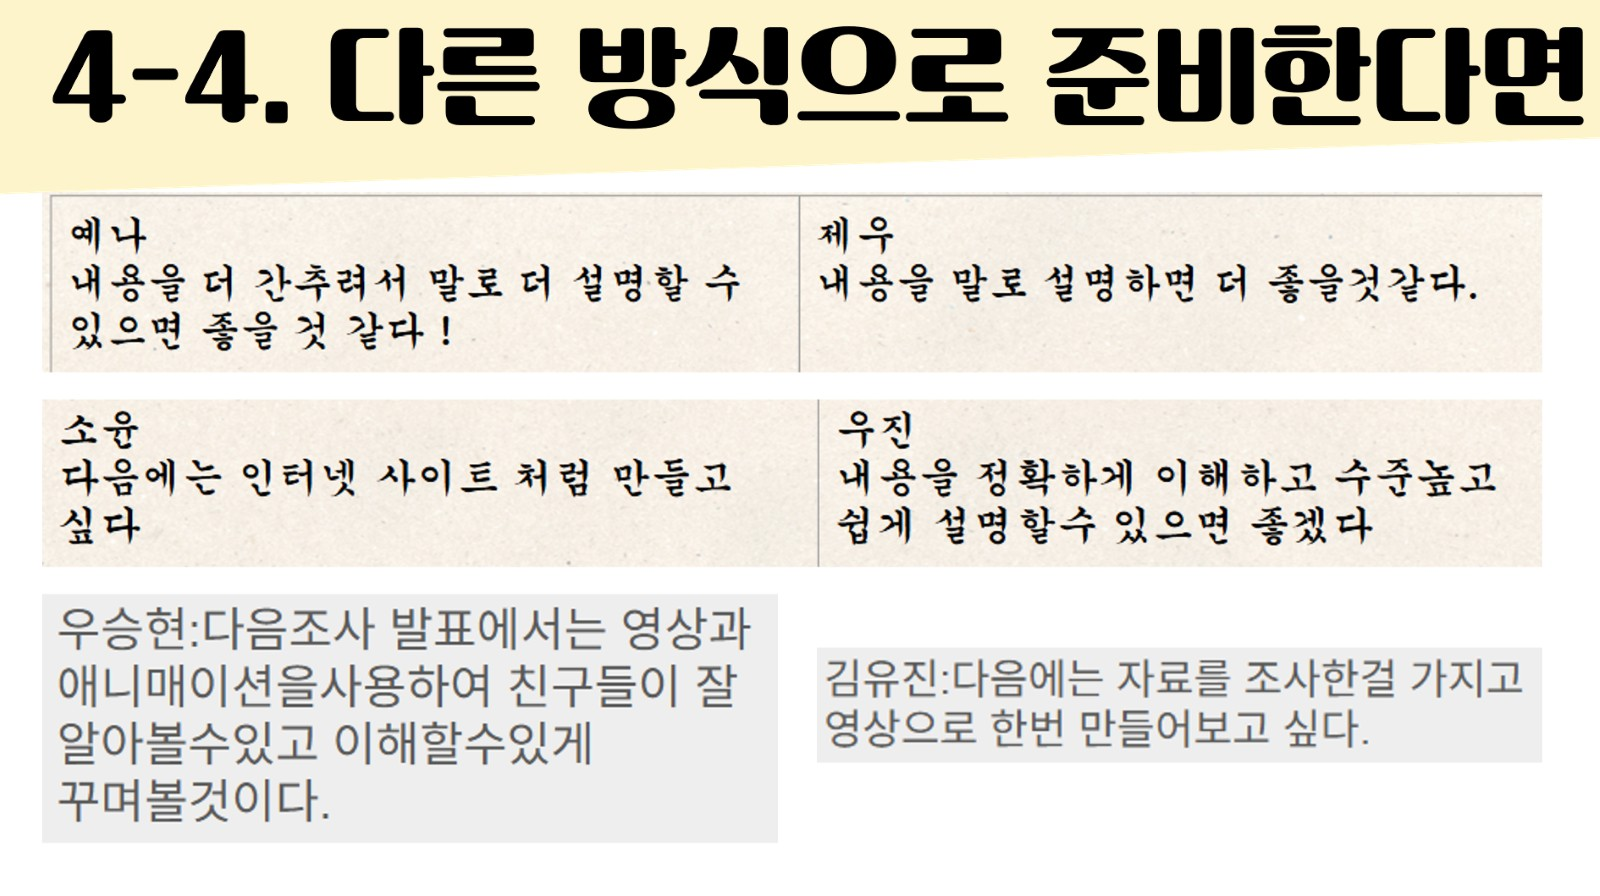 4-4. 다른 방식으로 준비한다면
예나
내용을 더 간추려서 말로 더 설명할 수
있으면 좋을 것 같다 !
제우
내용을 말로 설명하면 더 좋을것같다.
소윤
다음에는 인터넷 사이트 처럼 만들고
싶다
우진
내용을 정확하게 이해하고 수준높고
쉽게 설명할수 있으면 좋겠다
우승현:다음조사 발표에서는 영상과
애니매이션을사용하여 친구들이 잘
알아볼수있고 이해할수있게
꾸며볼것이다.
김유진:다음에는 자료를 조사한걸 가지고
영상으로 한번 만들어보고 싶다.